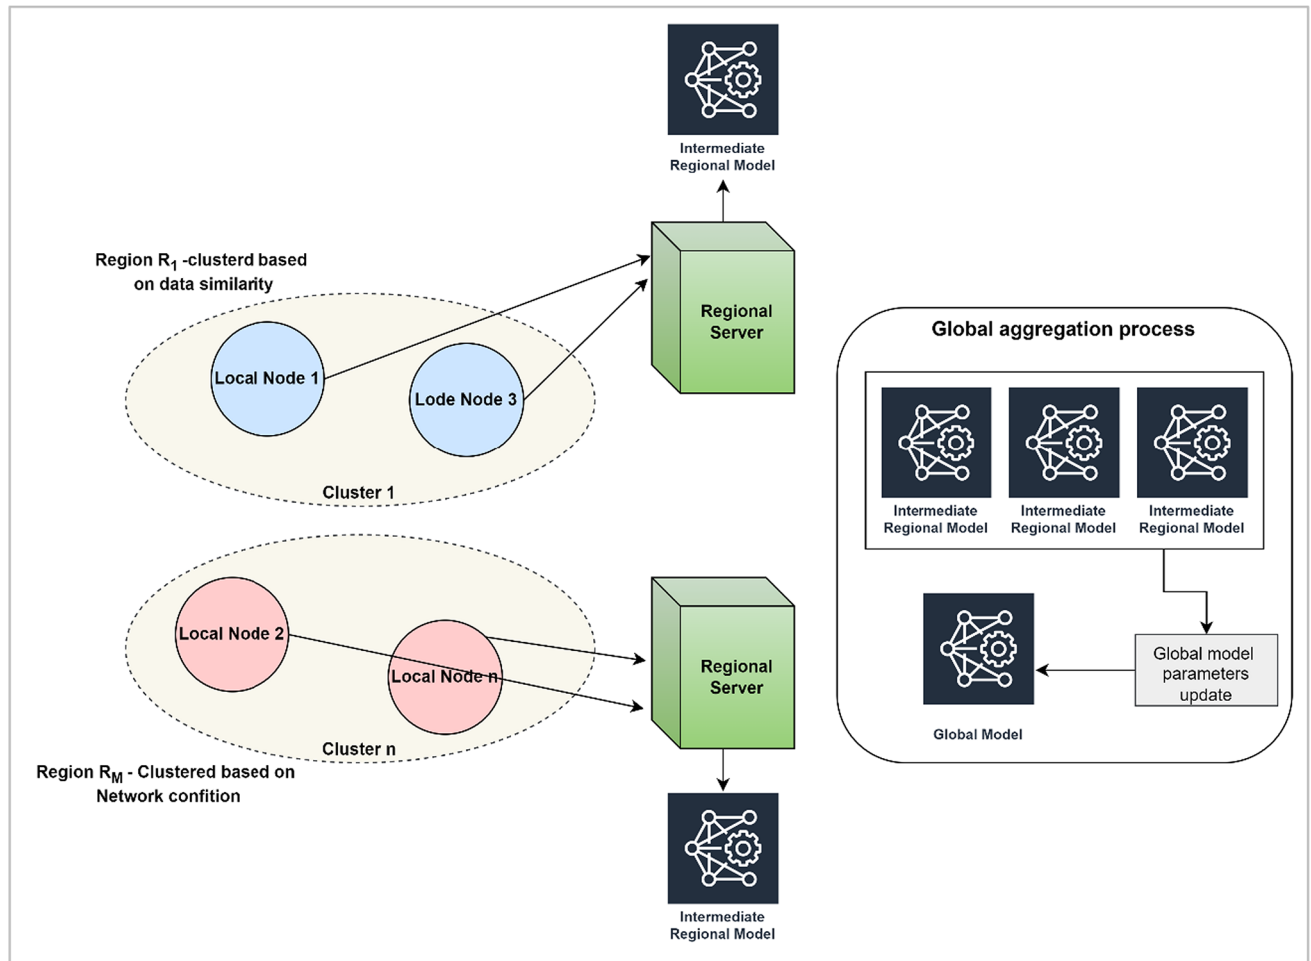 Intermediate
Regional Model
Region R1 -clusterd based
on data similarity
Local Node 1
Lode Node 3
Cluster 1
Regional
Server
Local Node 2
Local Node n
Cluster n
Region RM - Clustered based on
Network confition
Regional
Server
Intermediate
Regional Model
Global aggregation process
Intermediate
Regional Model
Intermediate
Regional Model
Intermediate
Regional Model
Global model
parameters
update
Global Model